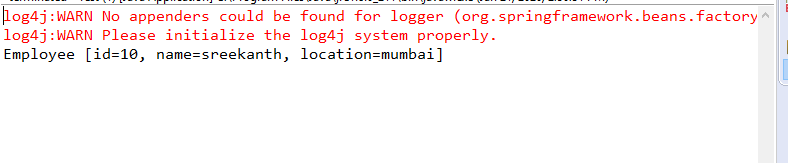 log4j:WARN No appenders could be found for logger (org.springframework.beans.factory
log4j:WARN Please initialize the log4j system properly.
Employee [id=10, name=sreekanth, location=mumbai]